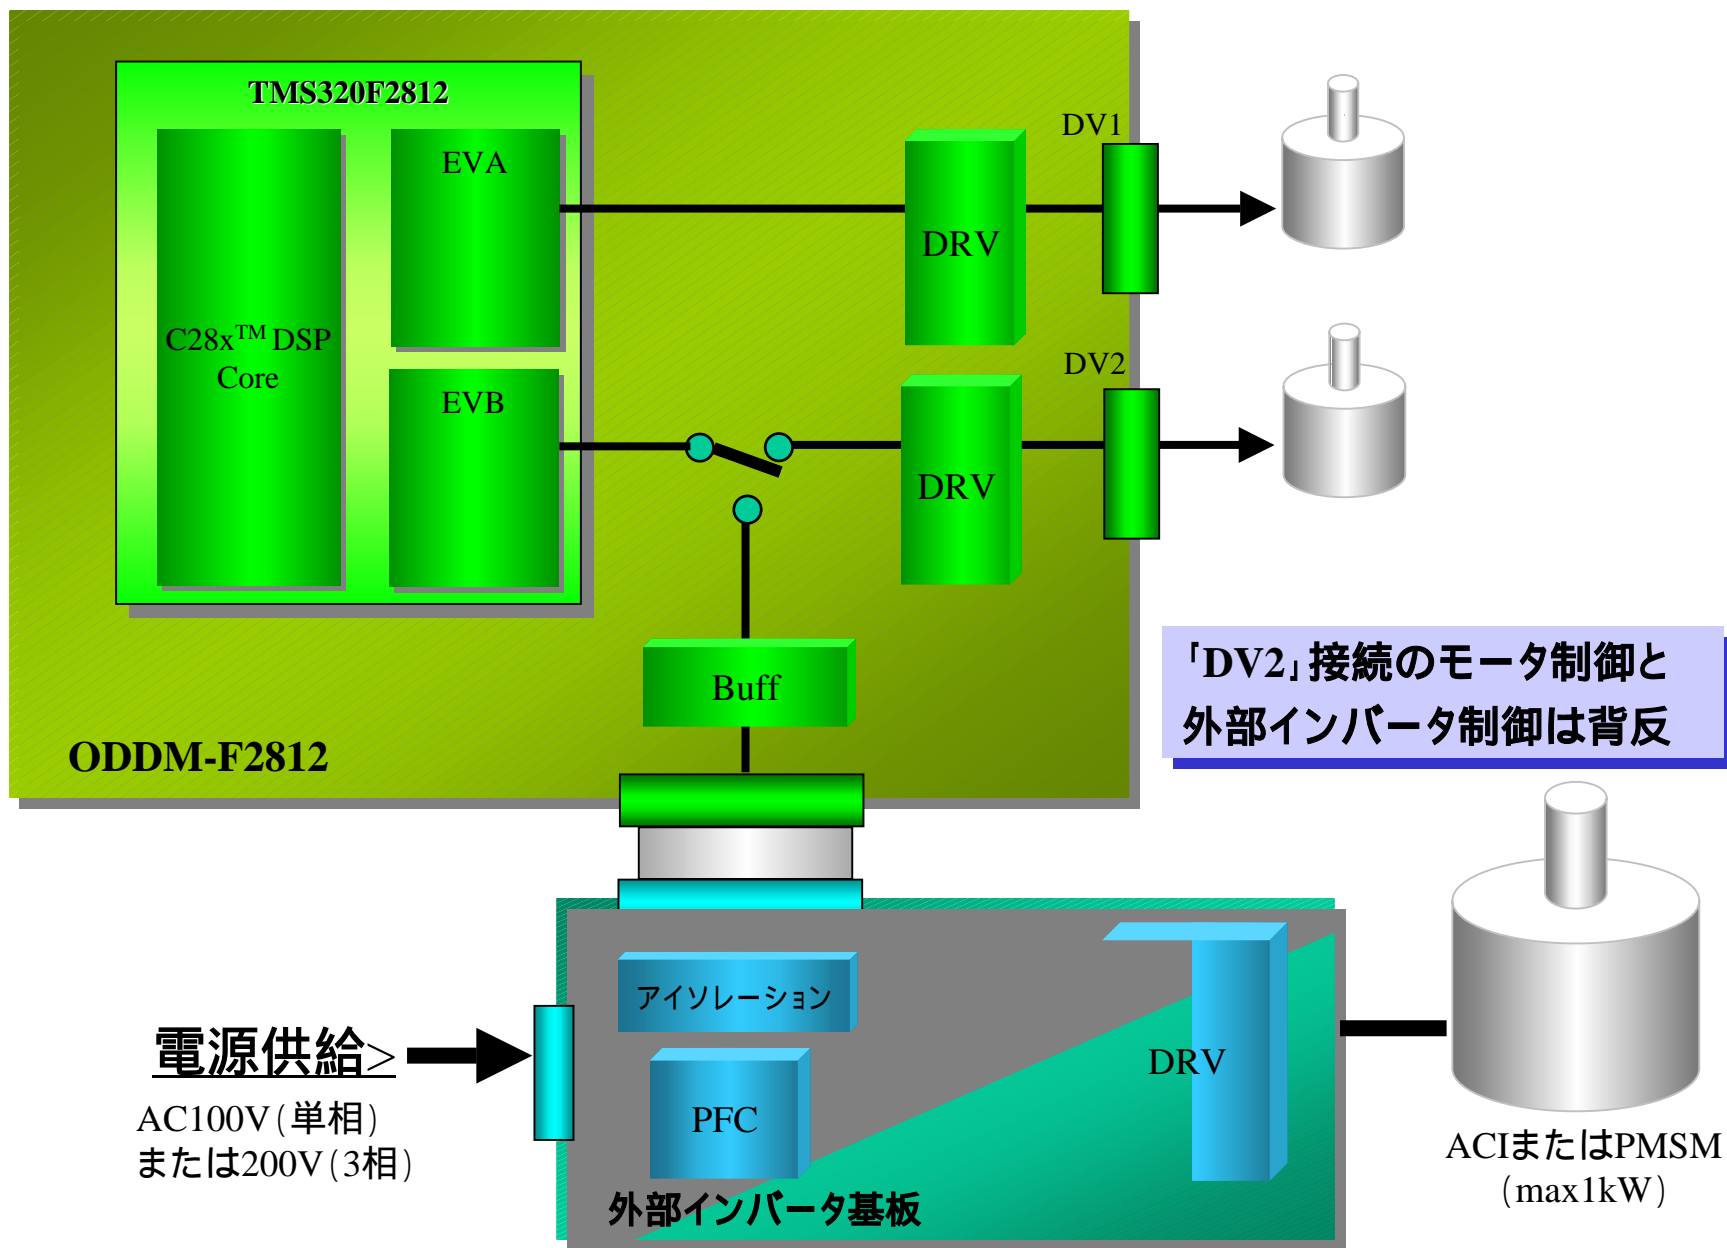 TMS320F2812
C28x™ DSP
Core
EVA
EVB
DRV
DV1
DRV
DV2
Buff
ODDM-F2812
「DV2」接続のモータ制御と
外部インバータ制御は背反
アイソレーション
PFC
DRV
外部インバータ基板
電源供給>
AC100V(単相)
または200V(3相)
ACIまたはPMSM
(max1kW)